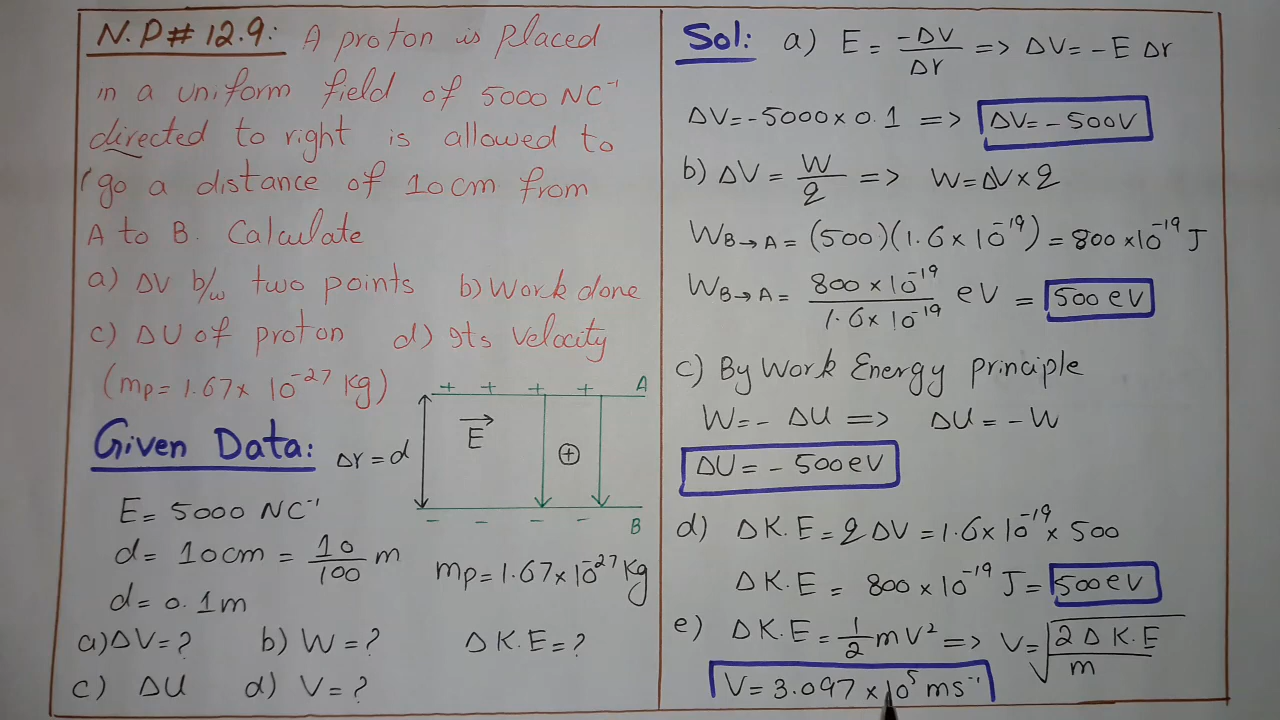 N.P# 12.9: A proton is placed
in a uniform field of 5000 NC⁻¹
directed to right is allowed to
go a distance of 10cm from
A to B. Calculate
a) ΔV b/w two points b) Work done
c) ΔU of proton d) Its Velocity
(mp = 1.67 × 10⁻²⁷ Kg)
Given Data:
+ + + + A
E⃗
Δr = d
⊕
- - - - B
E = 5000 NC⁻¹
d = 10cm = 10/100 m
d = 0.1m
mp = 1.67×10⁻²⁷ Kg
a) ΔV = ? b) W = ? ΔK.E = ?
c) ΔU d) V = ?
Sol: a) E = -ΔV/Δr => ΔV = -E Δr
ΔV = -5000 × 0.1 => ΔV = -500V
b) ΔV = W/q => W = ΔV × q
W B→A = (500)(1.6 × 10⁻¹⁹) = 800 ×10⁻¹⁹ J
W B→A = 800 × 10⁻¹⁹/1.6 × 10⁻¹⁹ eV = 500 eV
c) By Work Energy principle
W = - ΔU => ΔU = - W
ΔU = - 500 eV
d) ΔK.E = q ΔV = 1.6 × 10⁻¹⁹ × 500
ΔK.E = 800 × 10⁻¹⁹ J = 500 eV
e) ΔK.E = 1/2 mV² => V = √(2 Δ K.E/m)
V = 3.097 × 10⁵ ms⁻¹